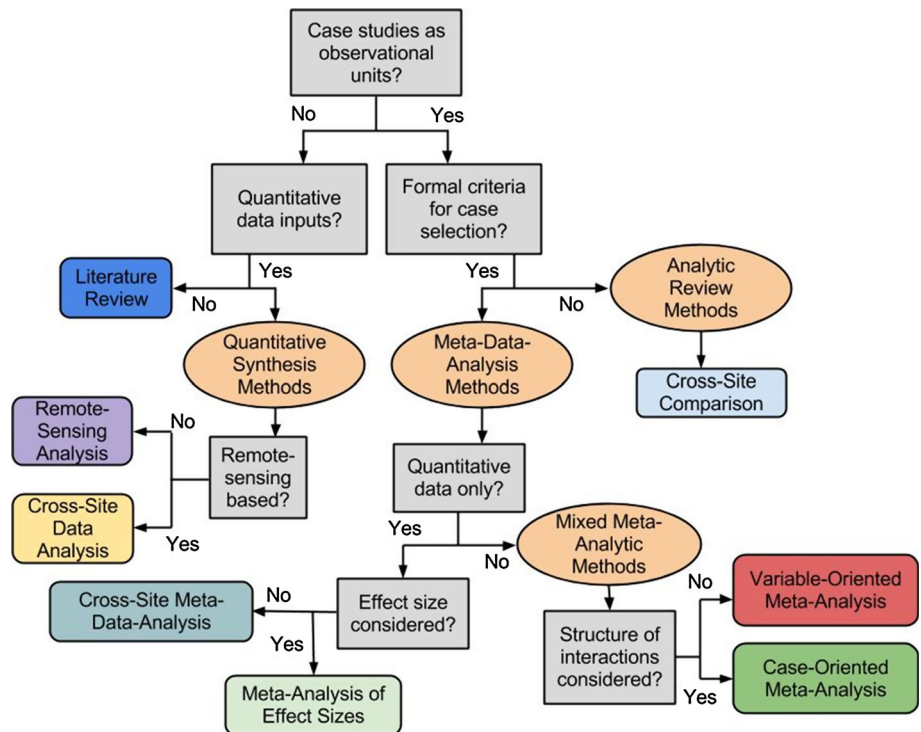 Case studies as
observational
units?
No
Yes
Quantitative
data inputs?
Formal criteria
for case
selection?
Yes
No
Literature
Review
Yes
No
Analytic
Review
Methods
Quantitative
Synthesis
Methods
Meta-Data-
Analysis
Methods
Cross-Site
Comparison
Remote-
Sensing
Analysis
No
Remote-
sensing
based?
Quantitative
data only?
Cross-Site
Data
Analysis
Yes
Yes
No
Mixed Meta-
Analytic
Methods
Cross-Site Meta-
Data-Analysis
No
Yes
Effect size
considered?
Structure of
interactions
considered?
No
Yes
Variable-Oriented
Meta-Analysis
Case-Oriented
Meta-Analysis
Meta-Analysis of
Effect Sizes